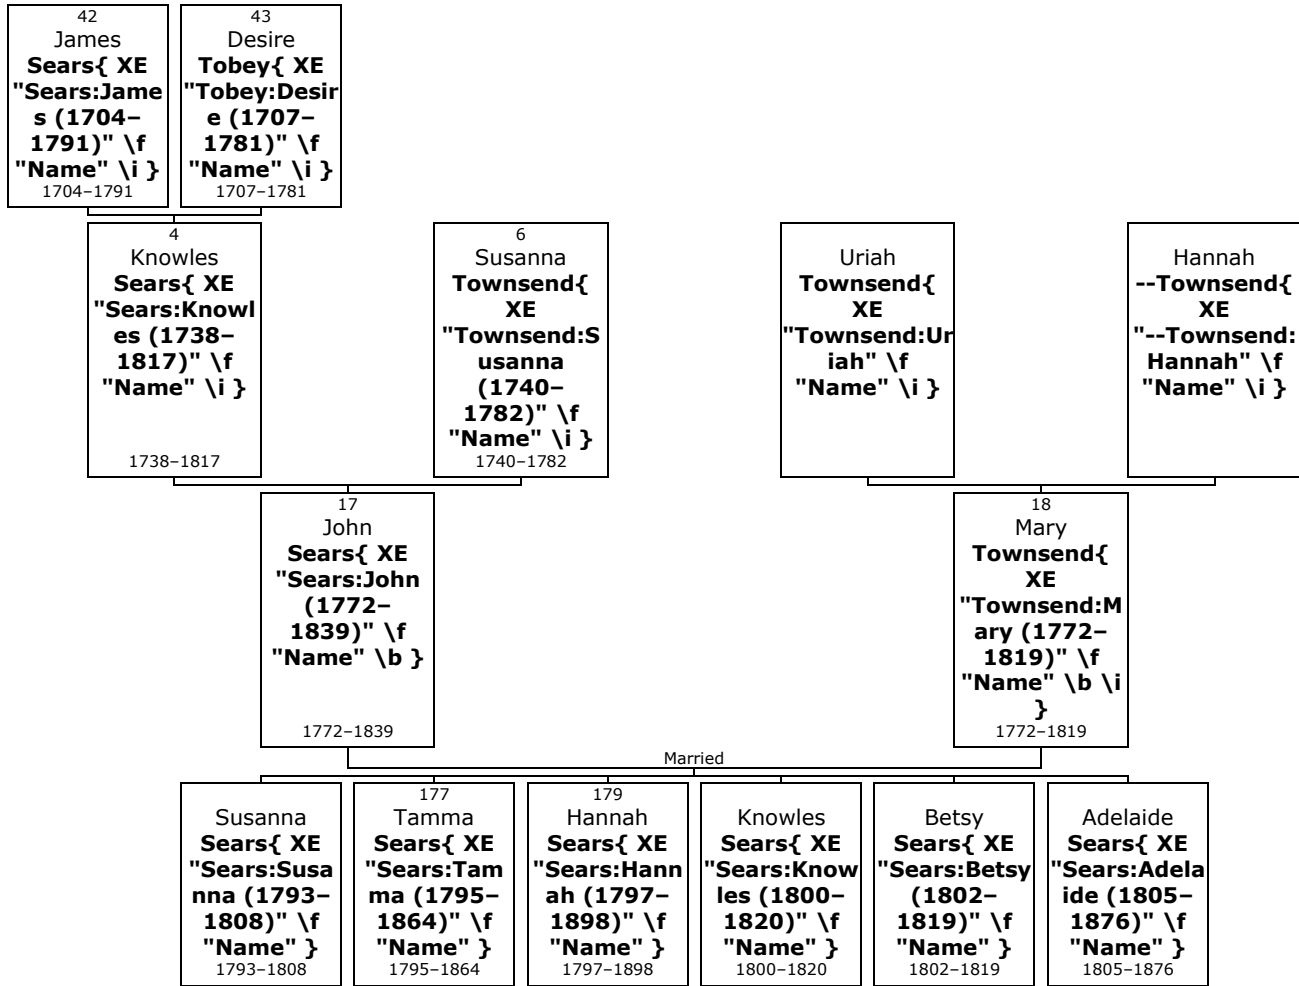 42
James
Sears{ XE
"Sears:Jame
s (1704–
1791)" \f
"Name" \i }
1704–1791
43
Desire
Tobey{ XE
"Tobey:Desir
e (1707–
1781)" \f
"Name" \i }
1707–1781
4
Knowles
Sears{ XE
"Sears:Knowl
es (1738–
1817)" \f
"Name" \i }
1738–1817
6
Susanna
Townsend{
XE
"Townsend:S
usanna
(1740–
1782)" \f
"Name" \i }
1740–1782
Uriah
Townsend{
XE
"Townsend:Ur
iah" \f
"Name" \i }
Hannah
--Townsend{
XE
"--Townsend:
Hannah" \f
"Name" \i }
17
John
Sears{ XE
"Sears:John
(1772–
1839)" \f
"Name" \b }
1772–1839
18
Mary
Townsend{
XE
"Townsend:M
ary (1772–
1819)" \f
"Name" \b \i
}
1772–1819
Married
Susanna
Sears{ XE
"Sears:Susa
nna (1793–
1808)" \f
"Name" }
1793–1808
177
Tamma
Sears{ XE
"Sears:Tam
ma (1795–
1864)" \f
"Name" }
1795–1864
179
Hannah
Sears{ XE
"Sears:Hann
ah (1797–
1898)" \f
"Name" }
1797–1898
Knowles
Sears{ XE
"Sears:Know
les (1800–
1820)" \f
"Name" }
1800–1820
Betsy
Sears{ XE
"Sears:Betsy
(1802–
1819)" \f
"Name" }
1802–1819
Adelaide
Sears{ XE
"Sears:Adela
ide (1805–
1876)" \f
"Name" }
1805–1876